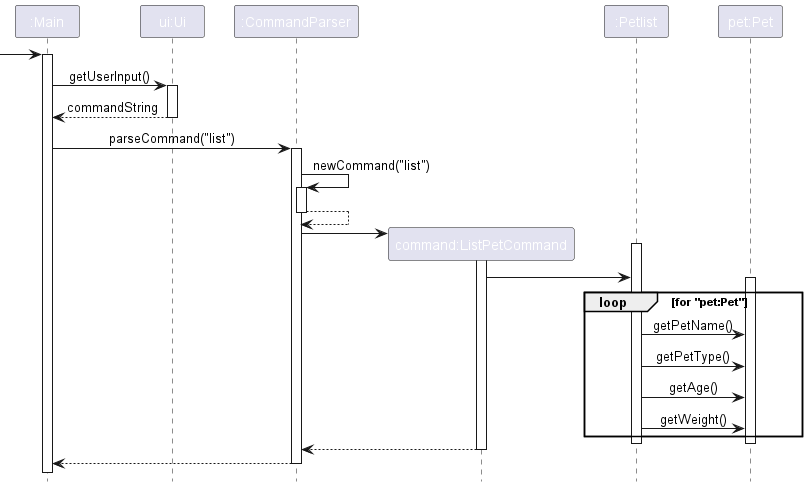 :Main
ui:Ui
:CommandParser
:Petlist
pet:Pet
getUserInput()
commandString
parseCommand("list")
newCommand("list")
command:ListPetCommand
loop [for "pet:Pet"]
getPetName()
getPetType()
getAge()
getWeight()